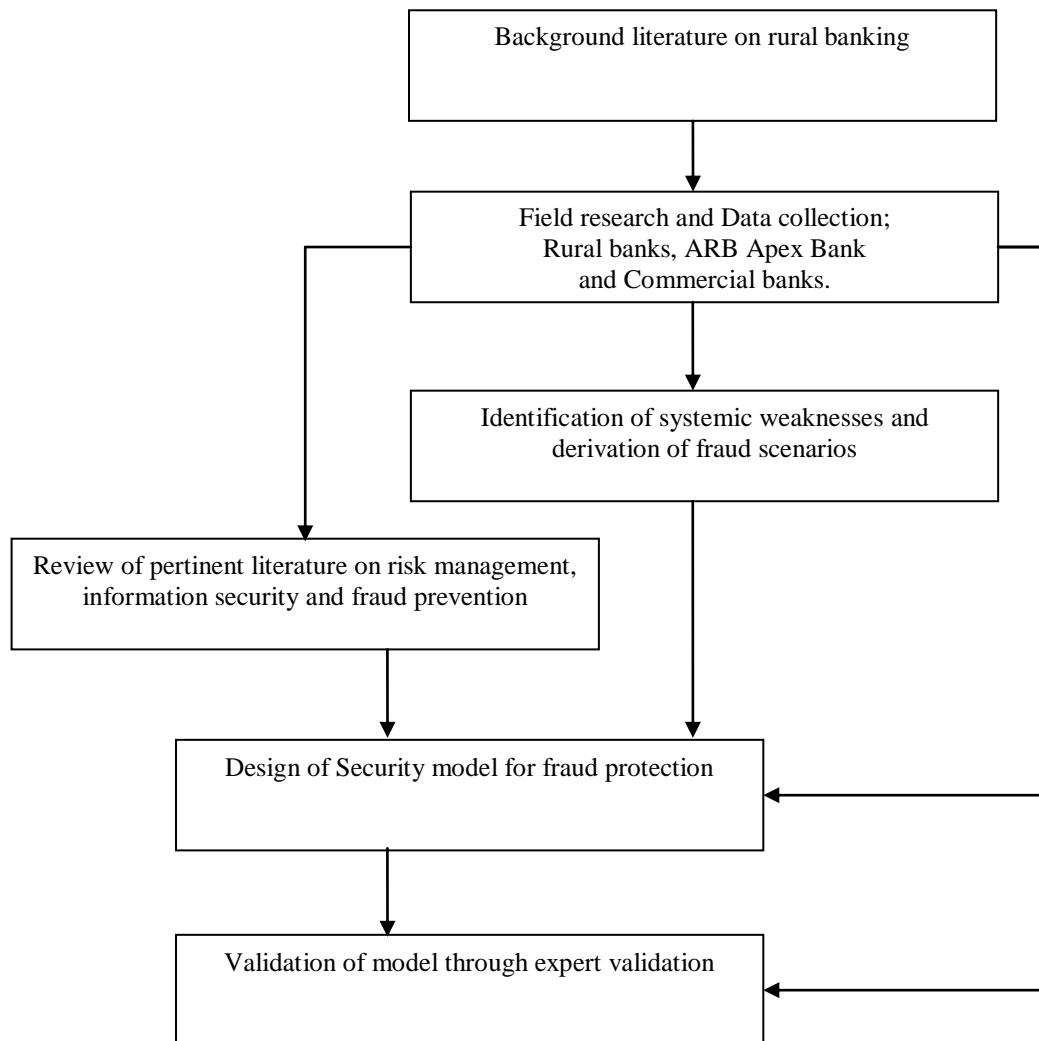 Background literature on rural banking
Field research and Data collection;
Rural banks, ARB Apex Bank
and Commercial banks.
Identification of systemic weaknesses and
derivation of fraud scenarios
Review of pertinent literature on risk management,
information security and fraud prevention
Design of Security model for fraud protection
Validation of model through expert validation